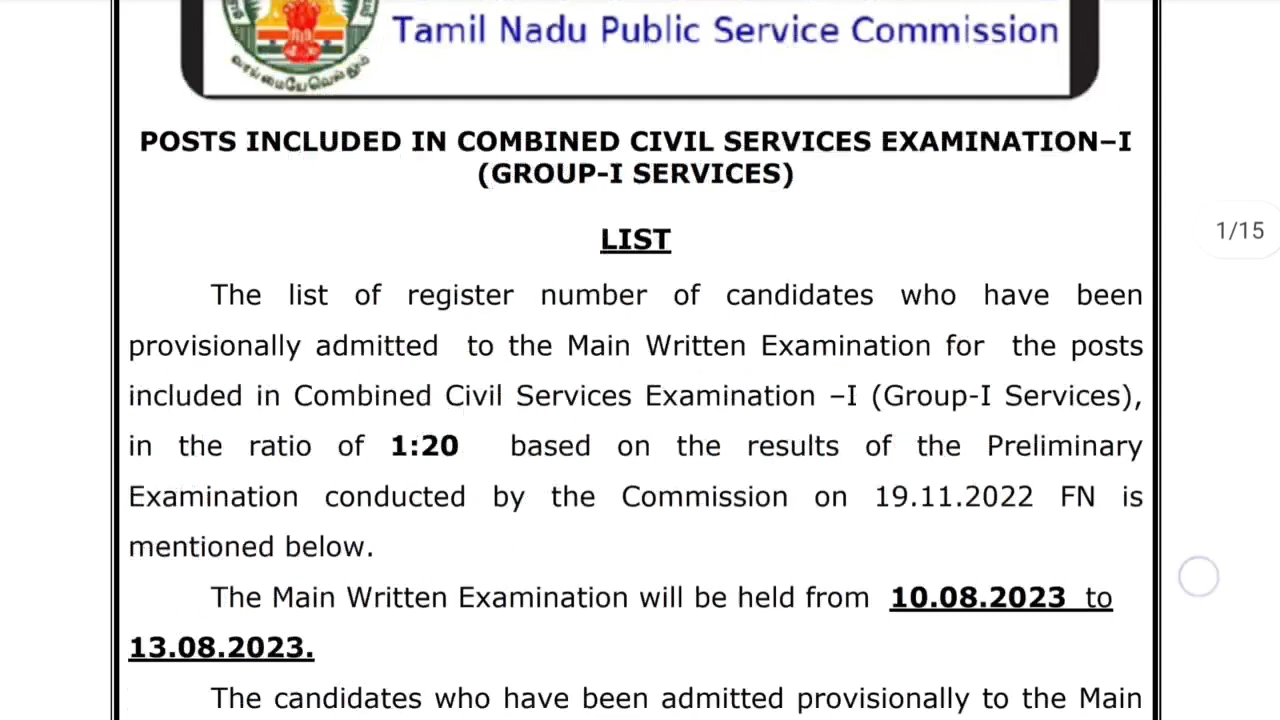 Tamil Nadu Public Service Commission
வாய்மையே வெல்லும்
POSTS INCLUDED IN COMBINED CIVIL SERVICES EXAMINATION–I
(GROUP-I SERVICES)
LIST
1/15
The list of register number of candidates who have been
provisionally admitted to the Main Written Examination for the posts
included in Combined Civil Services Examination –I (Group-I Services),
in the ratio of 1:20 based on the results of the Preliminary
Examination conducted by the Commission on 19.11.2022 FN is
mentioned below.
The Main Written Examination will be held from 10.08.2023 to
13.08.2023.
The candidates who have been admitted provisionally to the Main